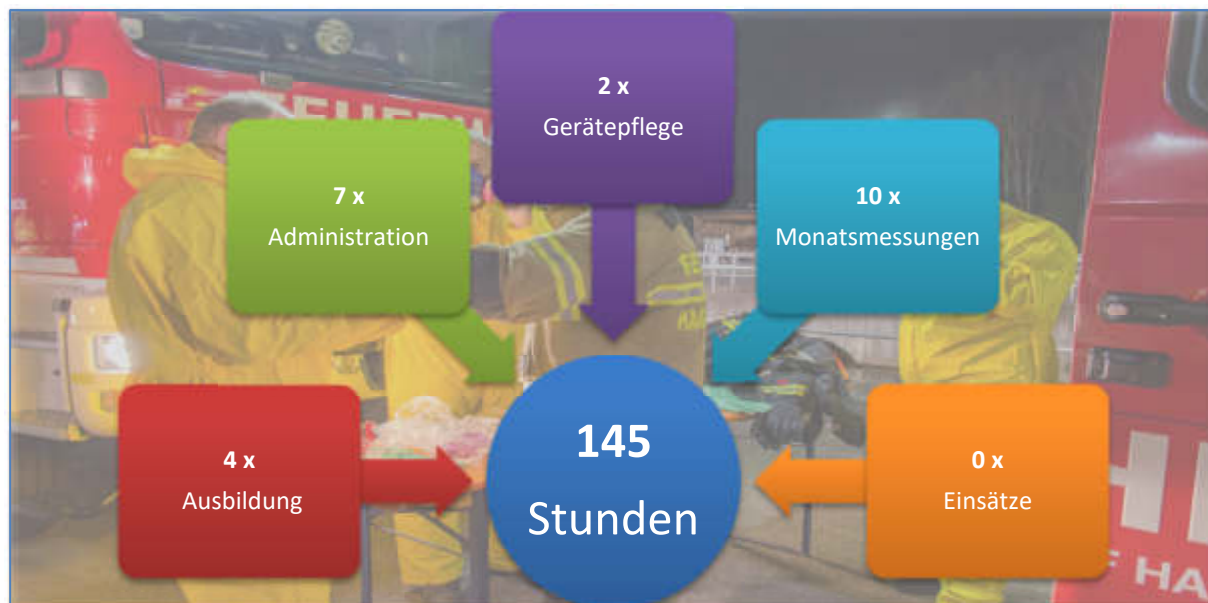 2 x
Gerätepflege
7 x
Administration
10 x
Monatsmessungen
4 x
Ausbildung
145
Stunden
0 x
Einsätze